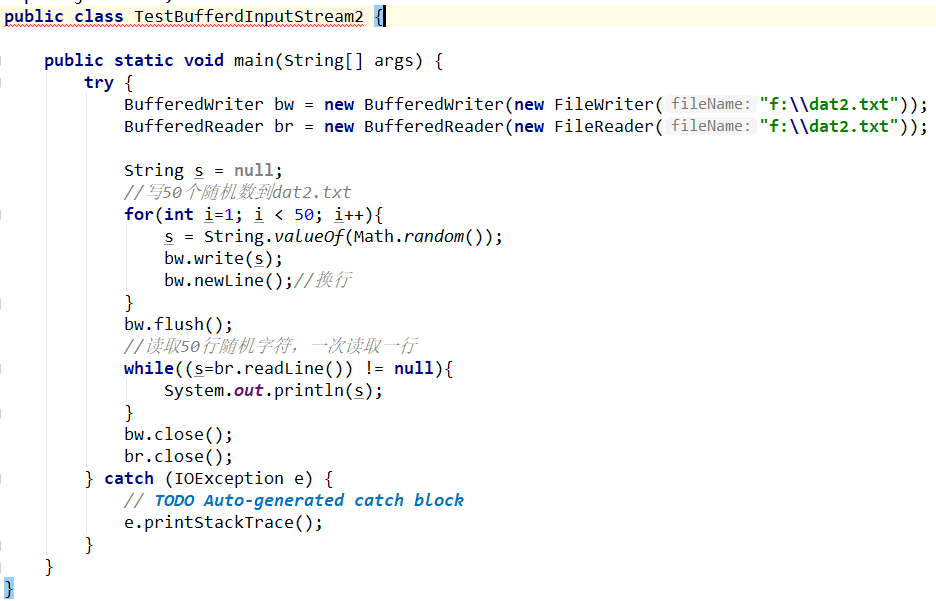 public class TestBufferdInputStream2 {
public static void main(String[] args) {
try {
BufferedWriter bw = new BufferedWriter(new FileWriter( fileName: "f:\\dat2.txt"));
BufferedReader br = new BufferedReader(new FileReader( fileName: "f:\\dat2.txt"));
String s = null;
//写50个随机数到dat2.txt
for(int i=1; i < 50; i++){
s = String.valueOf(Math.random());
bw.write(s);
bw.newLine();//换行
}
bw.flush();
//读取50行随机字符，一次读取一行
while((s=br.readLine()) != null){
System.out.println(s);
}
bw.close();
br.close();
} catch (IOException e) {
// TODO Auto-generated catch block
e.printStackTrace();
}
}
}